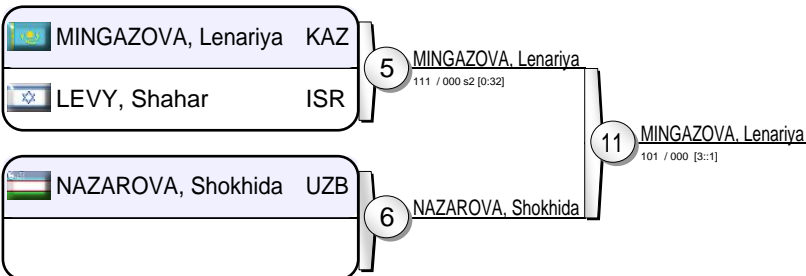 MINGAZOVA, Lenariya KAZ
LEVY, Shahar ISR
5
MINGAZOVA, Lenariya
111 / 000 s2 [0:32]
11
MINGAZOVA, Lenariya
101 / 000 [3::1]
NAZAROVA, Shokhida UZB
6
NAZAROVA, Shokhida